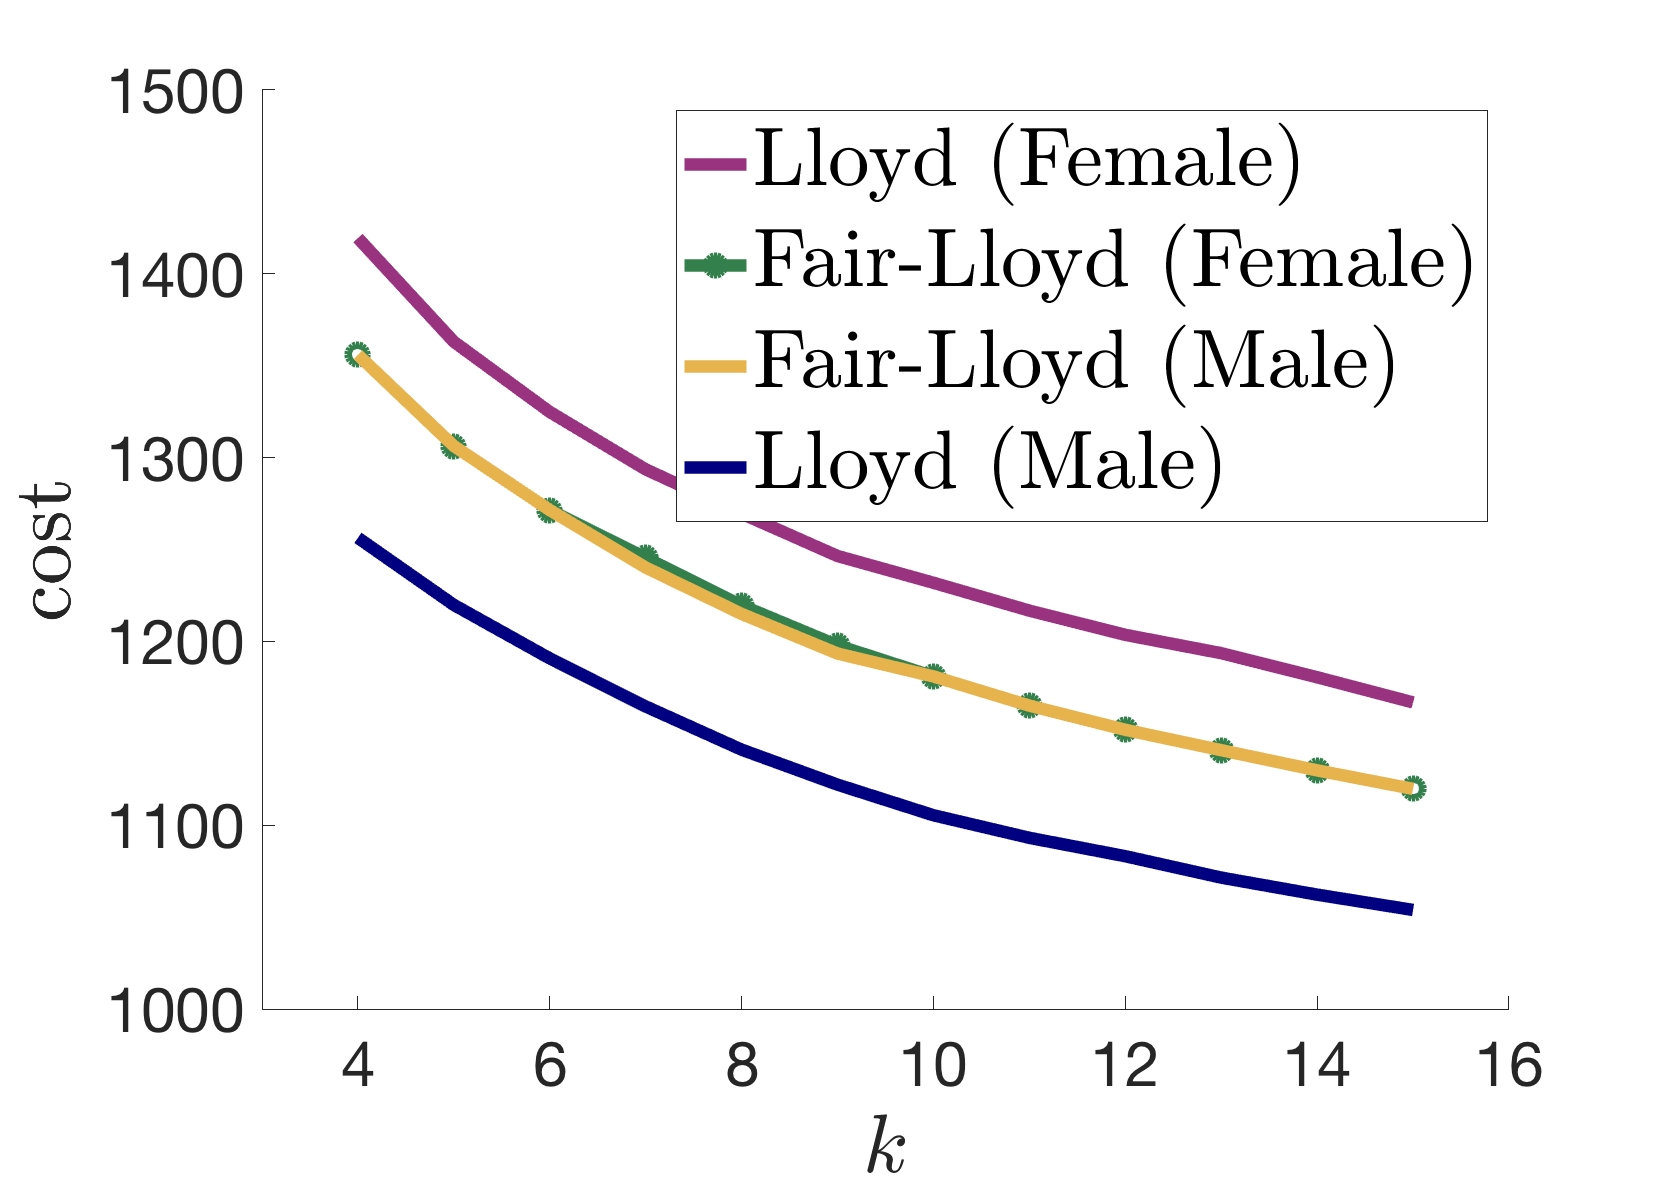 1500
1400
1300
1200
1100
1000
cost
Lloyd (Female)
Fair-Lloyd (Female)
Fair-Lloyd (Male)
Lloyd (Male)
4 6 8 10 12 14 16
k